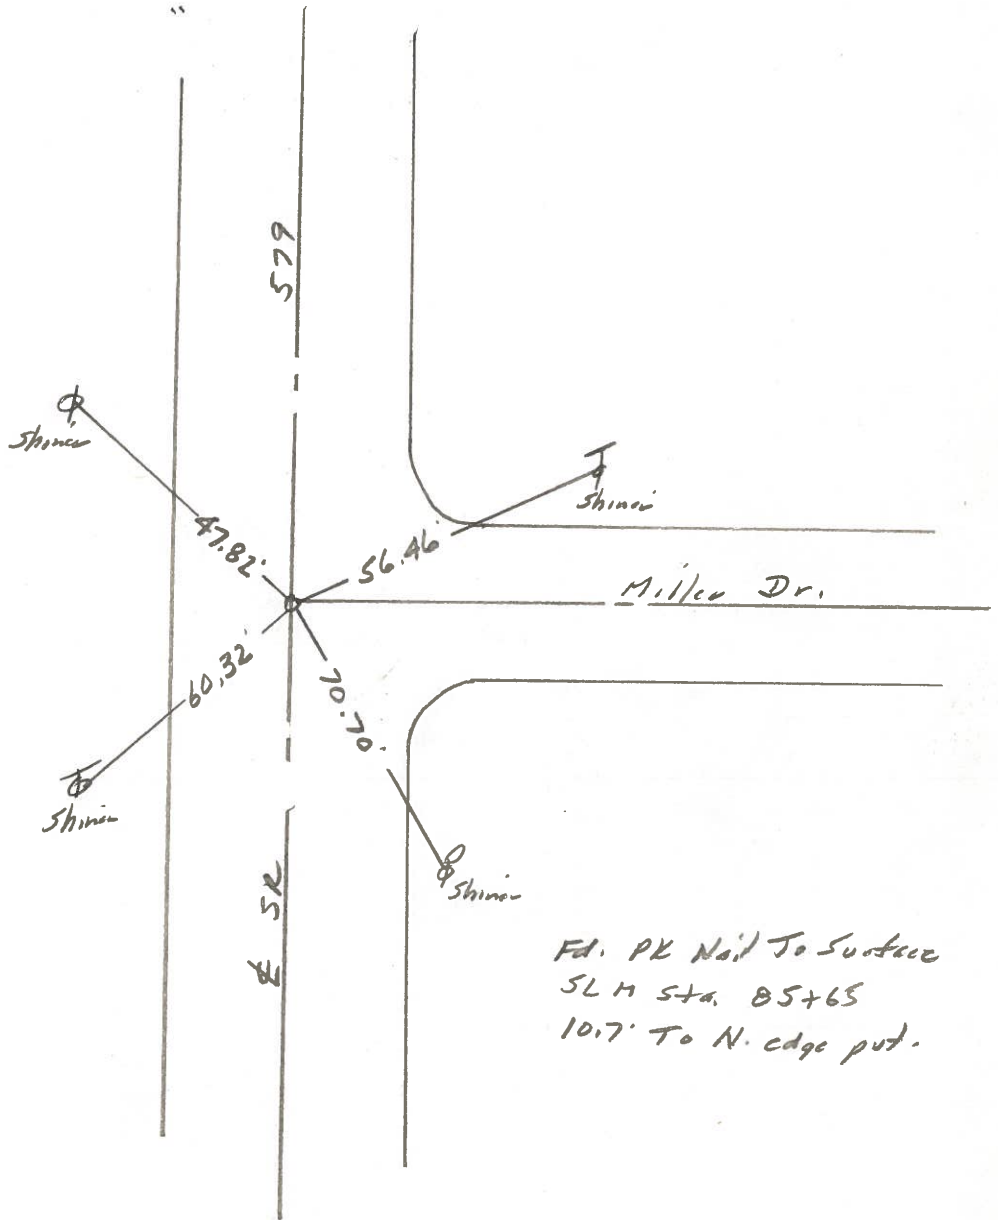 579
Shiner
Shiner
47.82'
56.46'
Miller Dr.
60.32'
70.70'
Shiner
Shiner
℄ SR
Fd. PK Nail To Surface
SLM Sta. 85+65
10.7' To N. edge pvt.